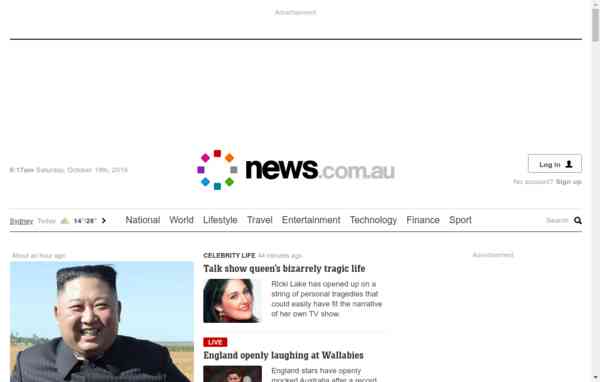 Advertisement
news.com.au
Log in
No account? Sign up
6:17am Saturday, October 19th, 2019
Sydney Today 14°/28°
National World Lifestyle Travel Entertainment Technology Finance Sport
Search
About an hour ago
CELEBRITY LIFE 44 minutes ago
Talk show queen's bizarrely tragic life
Ricki Lake has opened up on a
string of personal tragedies that
could easily have fit the narrative
of her own TV show.
LIVE
England openly laughing at Wallabies
England stars have openly
mocked Australia after a record
Advertisement